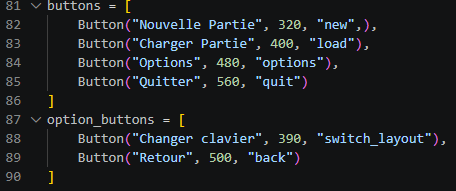 81 buttons = [
82 Button("Nouvelle Partie", 320, "new",),
83 Button("Charger Partie", 400, "load"),
84 Button("Options", 480, "options"),
85 Button("Quitter", 560, "quit")
86 ]
87 option_buttons = [
88 Button("Changer clavier", 390, "switch_layout"),
89 Button("Retour", 500, "back")
90 ]